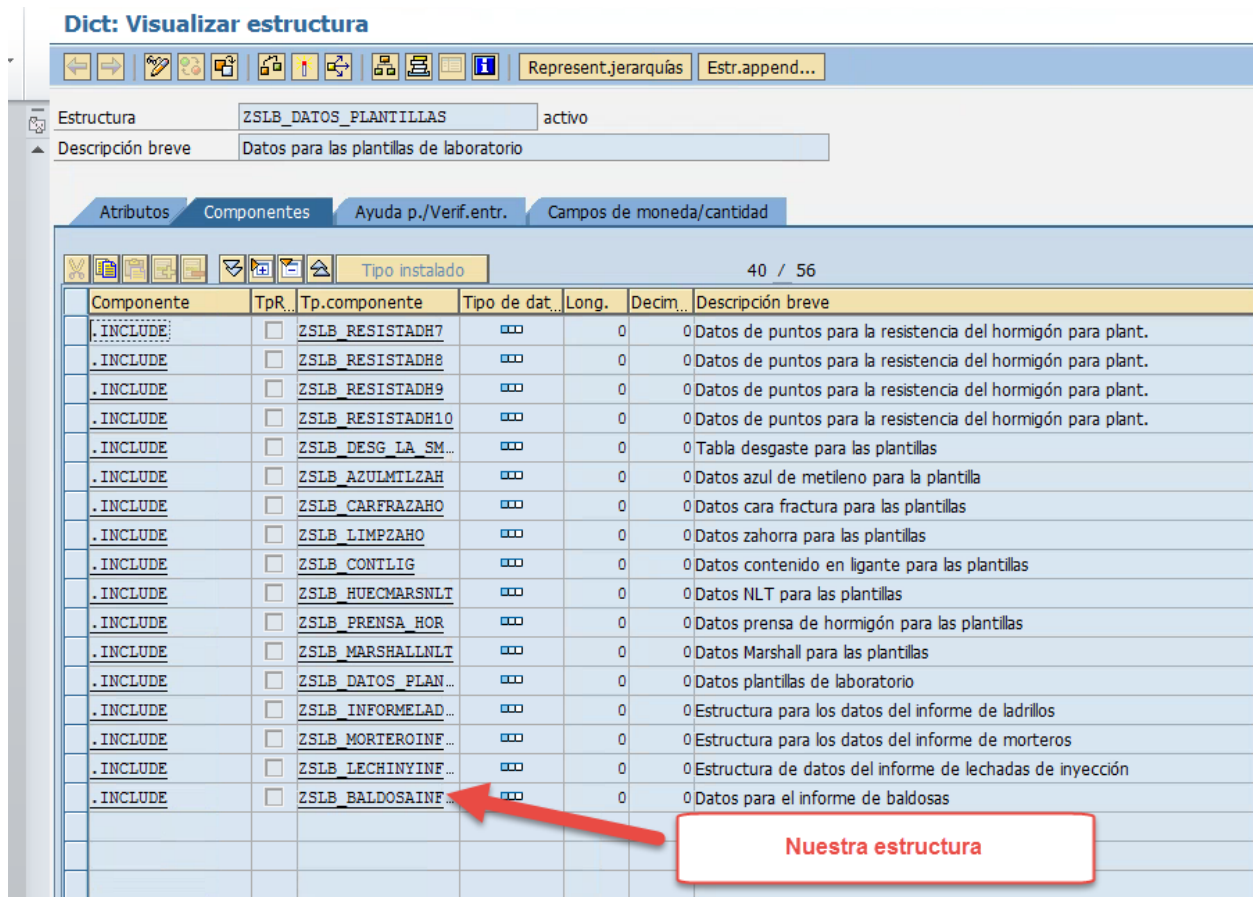 Dict: Visualizar estructura
Represent.jerarquías Estr.append...
Estructura ZSLB_DATOS_PLANTILLAS activo
Descripción breve Datos para las plantillas de laboratorio
Atributos Componentes Ayuda p./Verif.entr. Campos de moneda/cantidad
Tipo instalado 40 / 56
Componente TpR... Tp.componente Tipo de dat... Long. Decim... Descripción breve
.INCLUDE ZSLB_RESISTADH7 0 0 Datos de puntos para la resistencia del hormigón para plant.
.INCLUDE ZSLB_RESISTADH8 0 0 Datos de puntos para la resistencia del hormigón para plant.
.INCLUDE ZSLB_RESISTADH9 0 0 Datos de puntos para la resistencia del hormigón para plant.
.INCLUDE ZSLB_RESISTADH10 0 0 Datos de puntos para la resistencia del hormigón para plant.
.INCLUDE ZSLB_DESG_LA_SM... 0 0 Tabla desgaste para las plantillas
.INCLUDE ZSLB_AZULMTLZAH 0 0 Datos azul de metileno para la plantilla
.INCLUDE ZSLB_CARFRAZAHO 0 0 Datos cara fractura para las plantillas
.INCLUDE ZSLB_LIMPZAHO 0 0 Datos zahorra para las plantillas
.INCLUDE ZSLB_CONTLIG 0 0 Datos contenido en ligante para las plantillas
.INCLUDE ZSLB_HUECMARSNLT 0 0 Datos NLT para las plantillas
.INCLUDE ZSLB_PRENSA_HOR 0 0 Datos prensa de hormigón para las plantillas
.INCLUDE ZSLB_MARSHALLNLT 0 0 Datos Marshall para las plantillas
.INCLUDE ZSLB_DATOS_PLAN... 0 0 Datos plantillas de laboratorio
.INCLUDE ZSLB_INFORMELAD... 0 0 Estructura para los datos del informe de ladrillos
.INCLUDE ZSLB_MORTEROINF... 0 0 Estructura para los datos del informe de morteros
.INCLUDE ZSLB_LECHINYINF... 0 0 Estructura de datos del informe de lechadas de inyección
.INCLUDE ZSLB_BALDOSAINF... 0 0 Datos para el informe de baldosas
Nuestra estructura